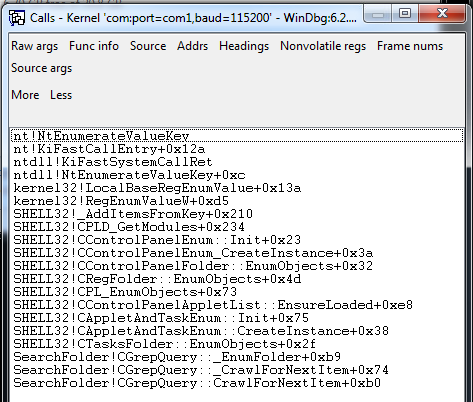 Calls - Kernel 'com:port=com1,baud=115200' - WinDbg:6.2....
Raw args Func info Source Addrs Headings Nonvolatile regs Frame nums
Source args
More Less
nt!NtEnumerateValueKey
nt!KiFastCallEntry+0x12a
ntdll!KiFastSystemCallRet
ntdll!NtEnumerateValueKey+0xc
kernel32!LocalBaseRegEnumValue+0x13a
kernel32!RegEnumValueW+0xd5
SHELL32!_AddItemsFromKey+0x210
SHELL32!CPLD_GetModules+0x234
SHELL32!CControlPanelEnum::Init+0x23
SHELL32!CControlPanelEnum_CreateInstance+0x3a
SHELL32!CControlPanelFolder::EnumObjects+0x32
SHELL32!CRegFolder::EnumObjects+0x4d
SHELL32!CPL_EnumObjects+0x73
SHELL32!CControlPanelAppletList::EnsureLoaded+0xe8
SHELL32!CAppletAndTaskEnum::Init+0x75
SHELL32!CAppletAndTaskEnum::CreateInstance+0x38
SHELL32!CTasksFolder::EnumObjects+0x2f
SearchFolder!CGrepQuery::_EnumFolder+0xb9
SearchFolder!CGrepQuery::_CrawlForNextItem+0x74
SearchFolder!CGrepQuery::CrawlForNextItem+0xb0